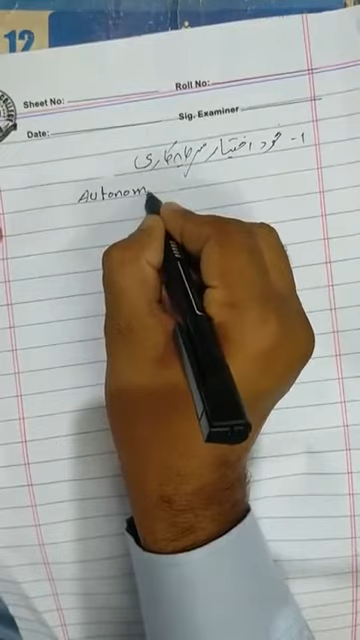 12
Sheet No:
Roll No:
Date:
Sig. Examiner
1- خود اختیار سرمایہ کاری
Autonom